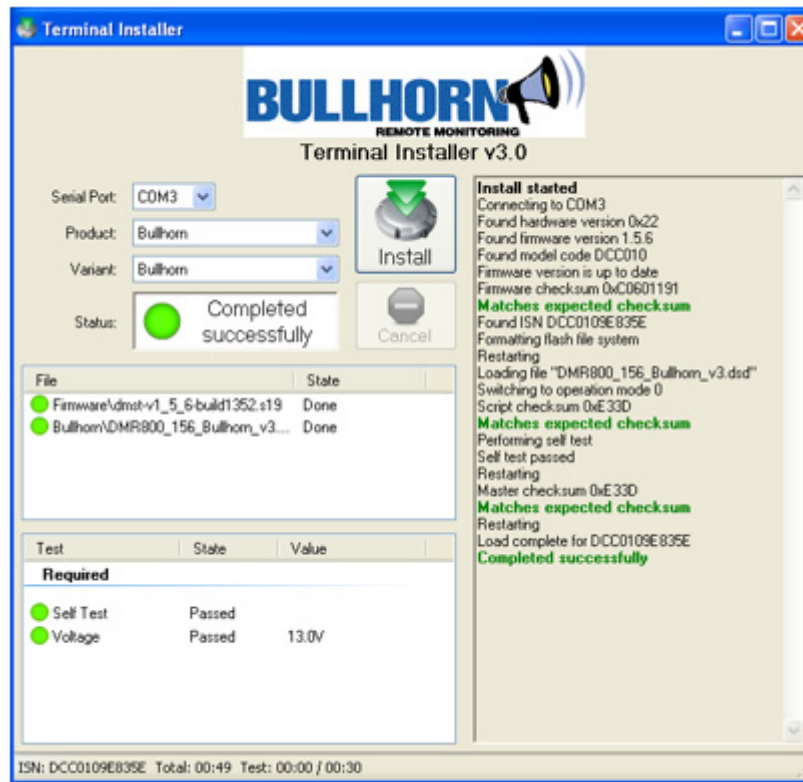 Terminal Installer
BULLHORN
REMOTE MONITORING
Terminal Installer v3.0
Serial Port: COM3
Product: Bullhorn
Variant: Bullhorn
Status: Completed successfully
Install
Cancel
File State
Firmware\dmst-v1_5_6-build1352.s19 Done
Bullhorn\DMR800_156_Bullhorn_v3.... Done
Test State Value
Required
Self Test Passed
Voltage Passed 13.0V
Install started
Connecting to COM3
Found hardware version 0x22
Found firmware version 1.5.6
Found model code DCC010
Firmware version is up to date
Firmware checksum 0xC0601191
Matches expected checksum
Found ISN DCC0109E835E
Formatting flash file system
Restarting
Loading file "DMR800_156_Bullhorn_v3.dsd"
Switching to operation mode 0
Script checksum 0xE33D
Matches expected checksum
Performing self test
Self test passed
Restarting
Master checksum 0xE33D
Matches expected checksum
Restarting
Load complete for DCC0109E835E
Completed successfully
ISN: DCC0109E835E Total: 00:49 Test: 00:00 / 00:30